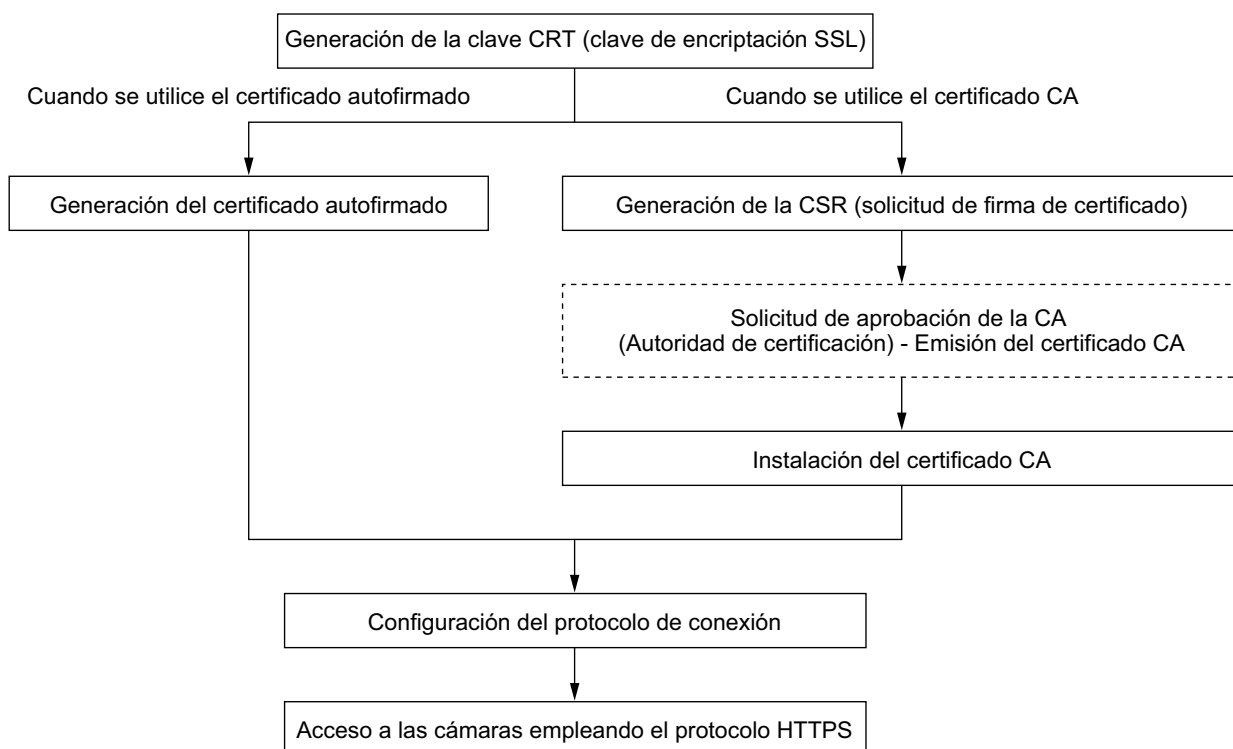 Generación de la clave CRT (clave de encriptación SSL)
Cuando se utilice el certificado autofirmado
Cuando se utilice el certificado CA
Generación del certificado autofirmado
Generación de la CSR (solicitud de firma de certificado)
Solicitud de aprobación de la CA
(Autoridad de certificación) - Emisión del certificado CA
Instalación del certificado CA
Configuración del protocolo de conexión
Acceso a las cámaras empleando el protocolo HTTPS